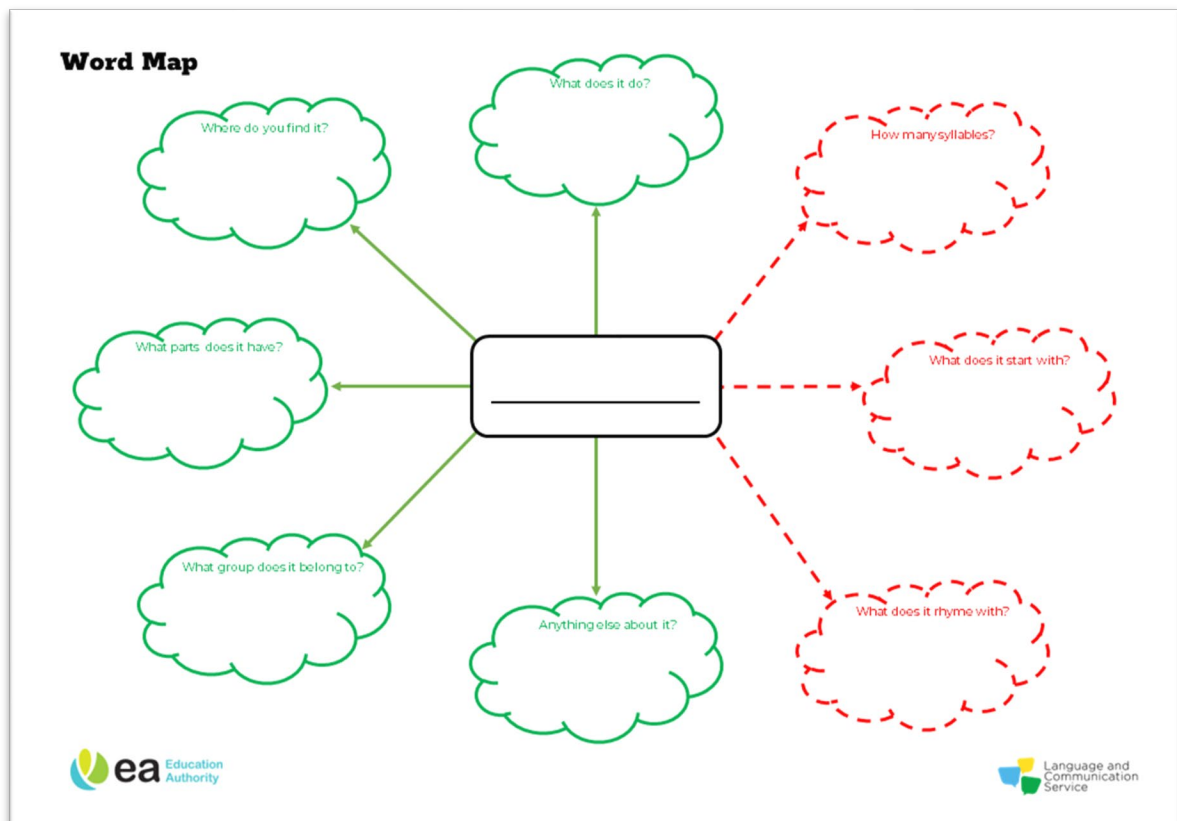 Word Map
What does it do?
Where do you find it?
How many syllables?
What parts does it have?
What does it start with?
What group does it belong to?
Anything else about it?
What does it rhyme with?
ea Education
Authority
Language and
Communication
Service